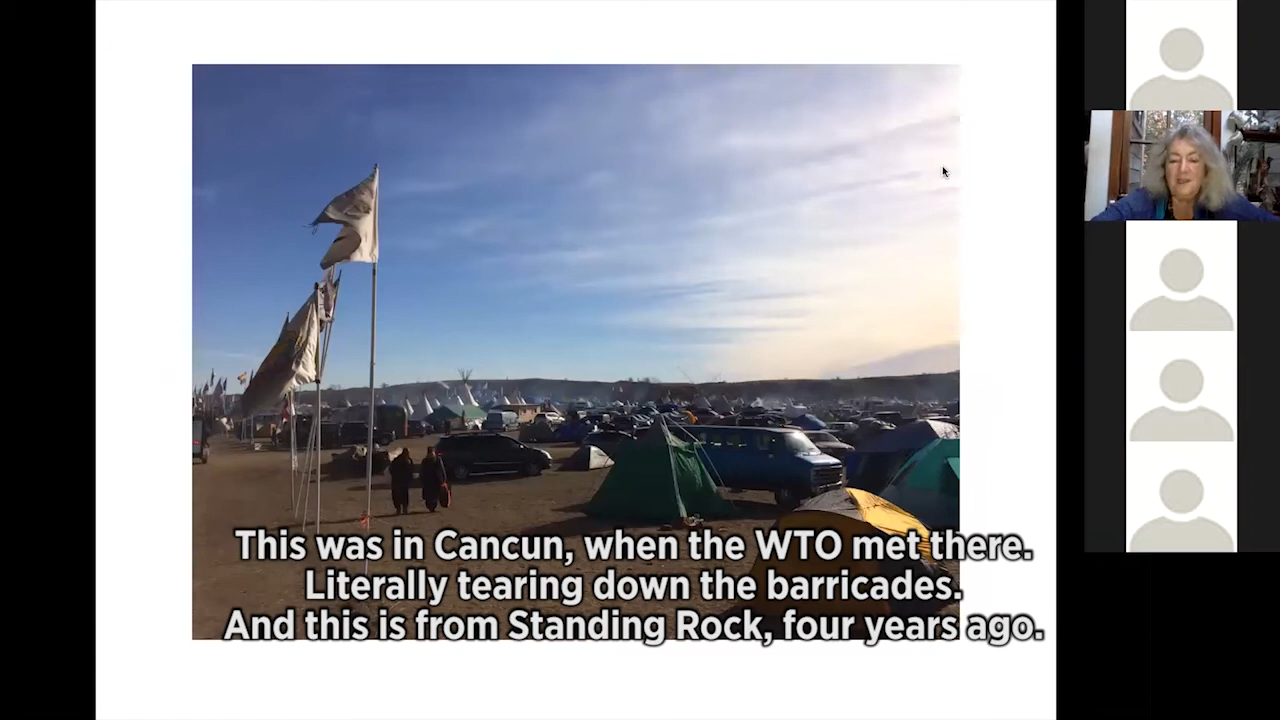 This was in Cancun, when the WTO met there.
Literally tearing down the barricades.
And this is from Standing Rock, four years ago.